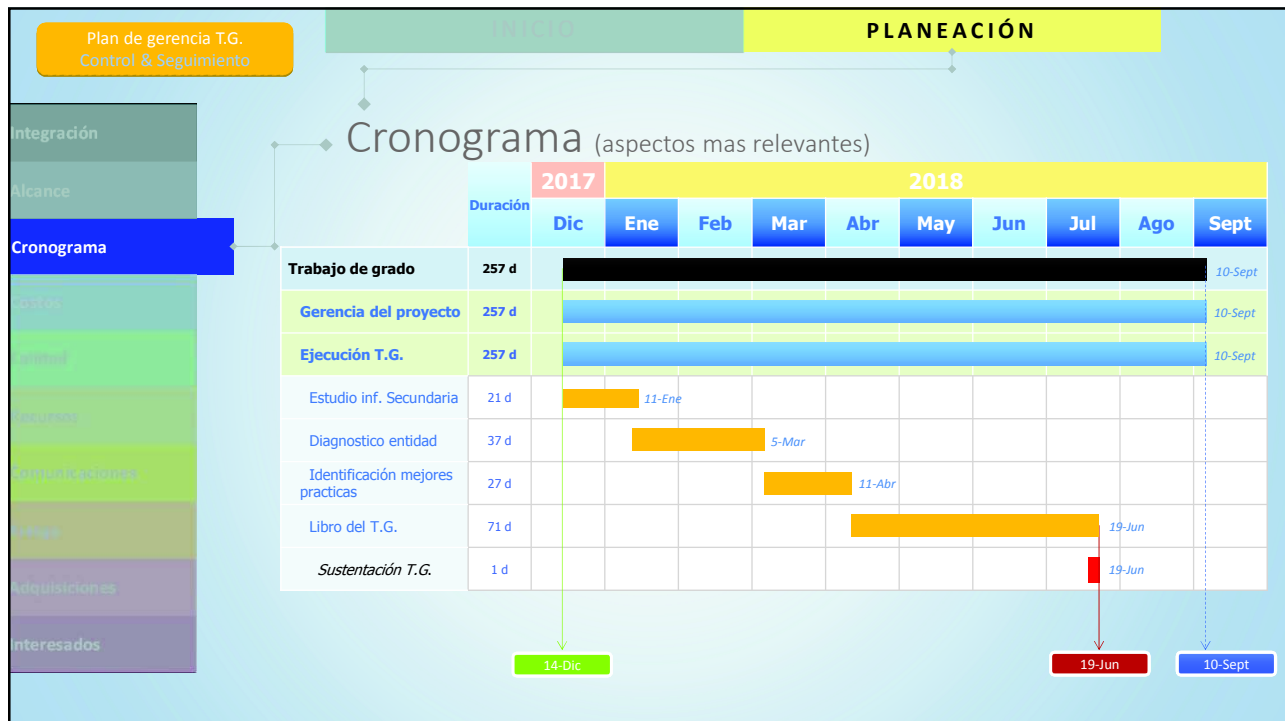 Plan de gerencia T.G.
Control & Seguimiento
INICIO
PLANEACIÓN
Integración
Alcance
Cronograma
Costos
Recursos
Comunicaciones
Adquisiciones
Interesados
Cronograma (aspectos mas relevantes)
Duración
2017
2018
Dic Ene Feb Mar Abr May Jun Jul Ago Sept
Trabajo de grado 257 d 10-Sept
Gerencia del proyecto 257 d 10-Sept
Ejecución T.G. 257 d 10-Sept
Estudio inf. Secundaria 21 d 11-Ene
Diagnostico entidad 37 d 5-Mar
Identificación mejores
practicas 27 d 11-Abr
Libro del T.G. 71 d 19-Jun
Sustentación T.G. 1 d 19-Jun
14-Dic 19-Jun 10-Sept